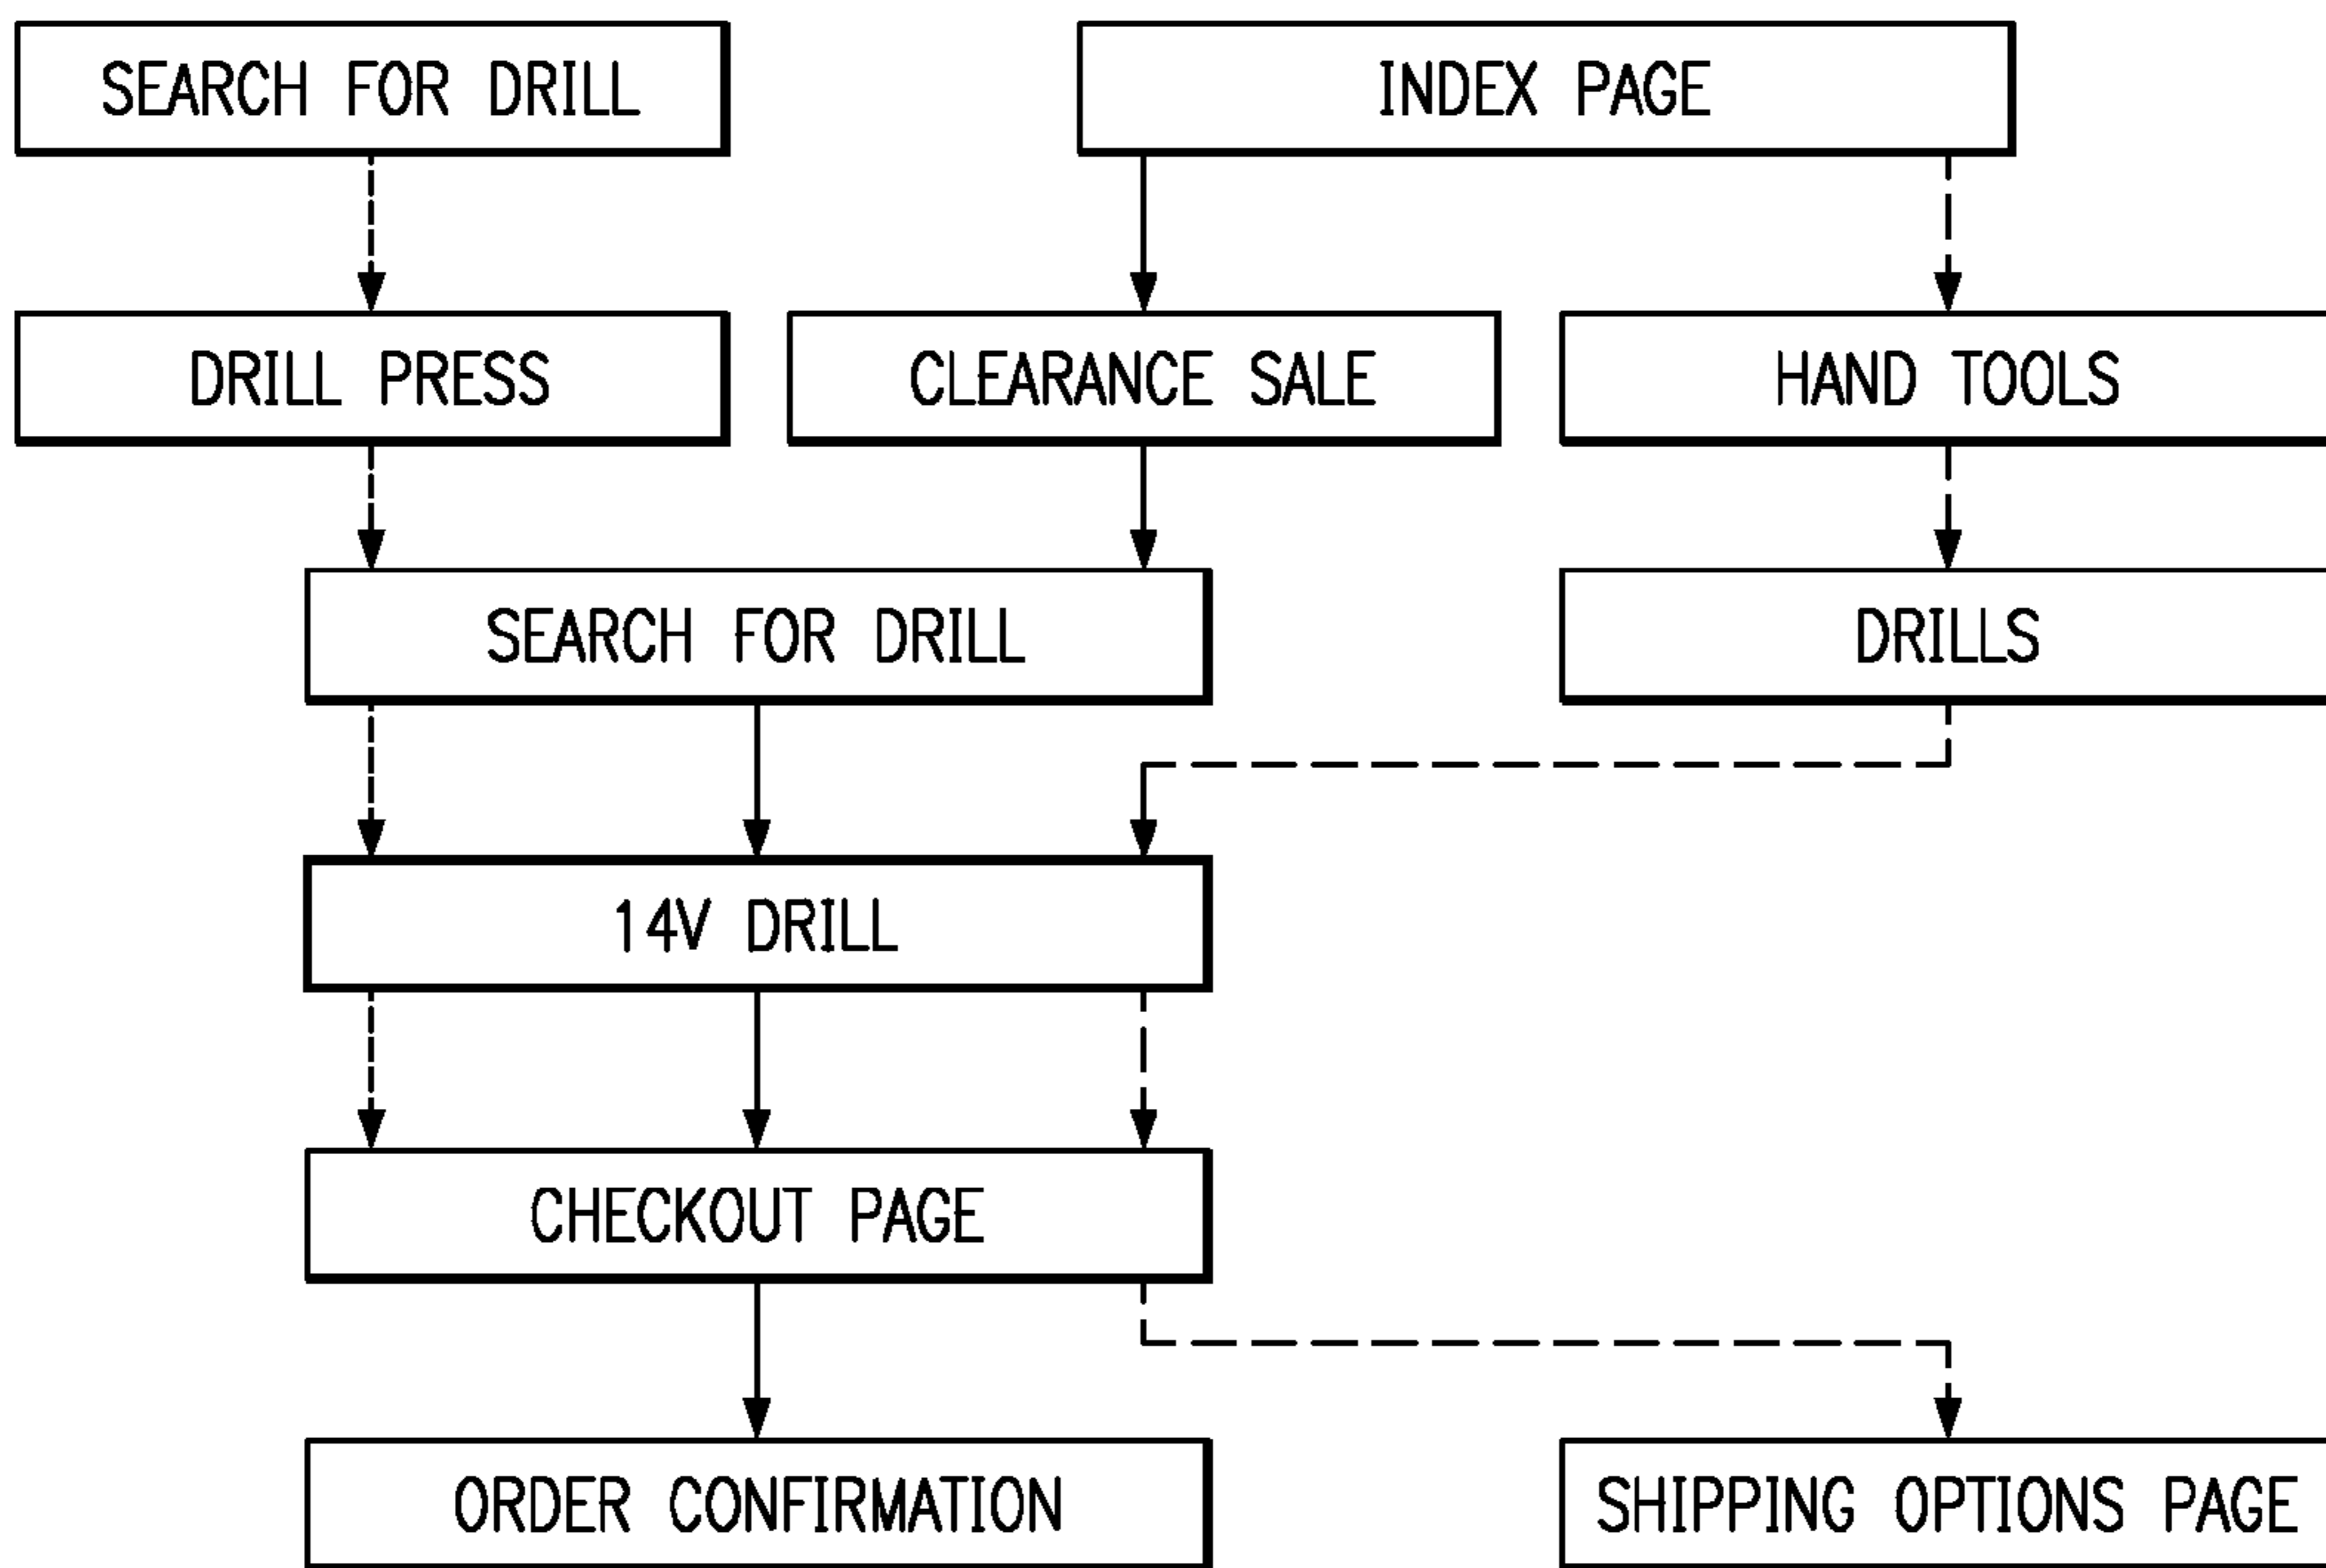 SEARCH FOR DRILL
INDEX PAGE
DRILL PRESS
CLEARANCE SALE
HAND TOOLS
SEARCH FOR DRILL
DRILLS
14V DRILL
CHECKOUT PAGE
ORDER CONFIRMATION
SHIPPING OPTIONS PAGE